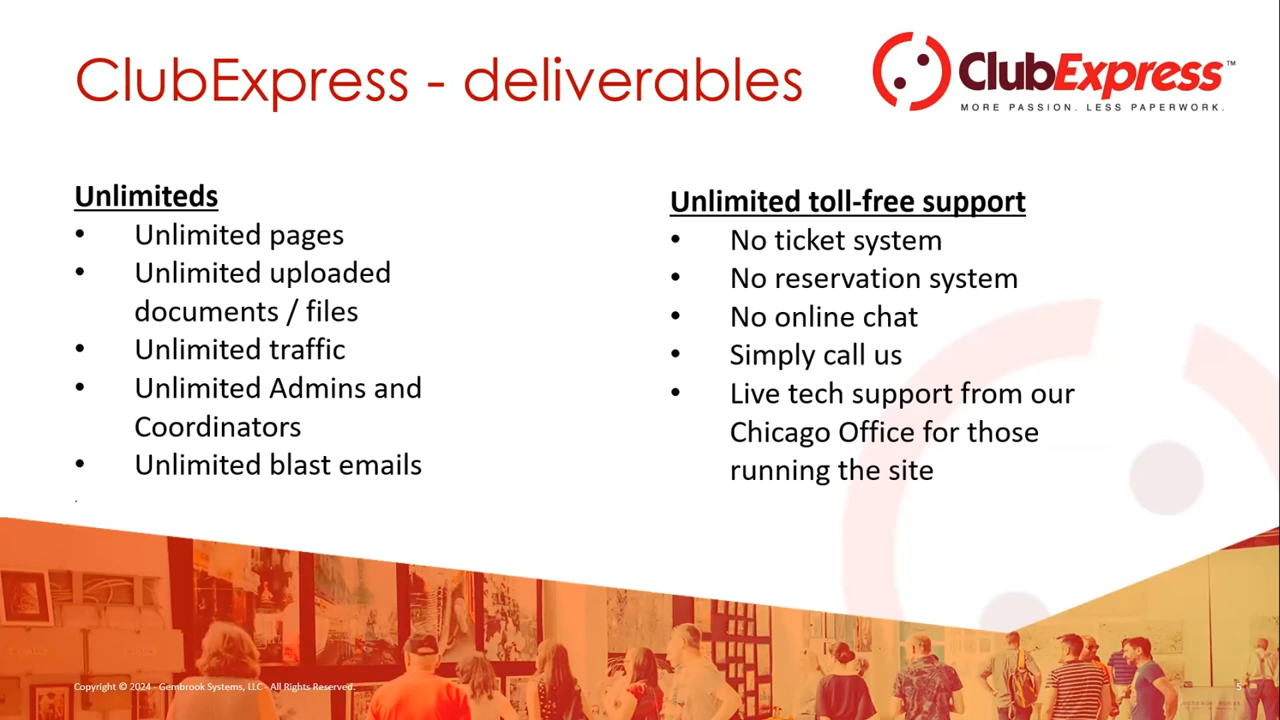 ClubExpress - deliverables
ClubExpress™
MORE PASSION. LESS PAPERWORK.
Unlimiteds
• Unlimited pages
• Unlimited uploaded
documents / files
• Unlimited traffic
• Unlimited Admins and
Coordinators
• Unlimited blast emails
.
Unlimited toll-free support
• No ticket system
• No reservation system
• No online chat
• Simply call us
• Live tech support from our
Chicago Office for those
running the site
Copyright © 2024 - Gembrook Systems, LLC - All Rights Reserved.
5